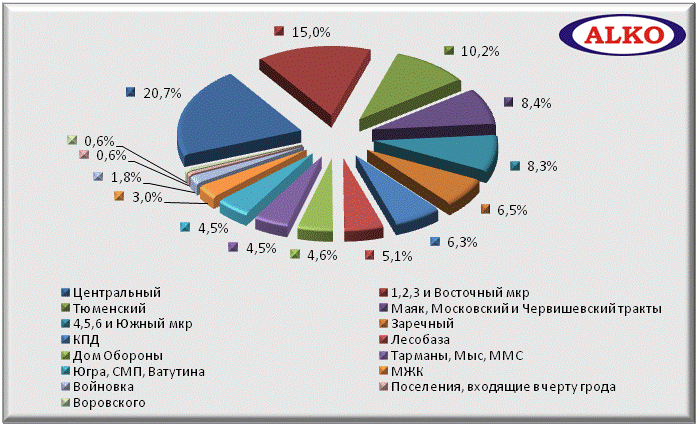 ALKO
15,0%
10,2%
20,7%
8,4%
8,3%
6,5%
6,3%
5,1%
4,6%
4,5%
4,5%
3,0%
1,8%
0,6%
0,6%
Центральный
1,2,3 и Восточный мкр
Тюменский
Маяк, Московский и Червишевский тракты
4,5,6 и Южный мкр
Заречный
КПД
Лесобаза
Дом Обороны
Тарманы, Мыс, ММС
Югра, СМП, Ватутина
МЖК
Войновка
Поселения, входящие в черту грода
Воровского